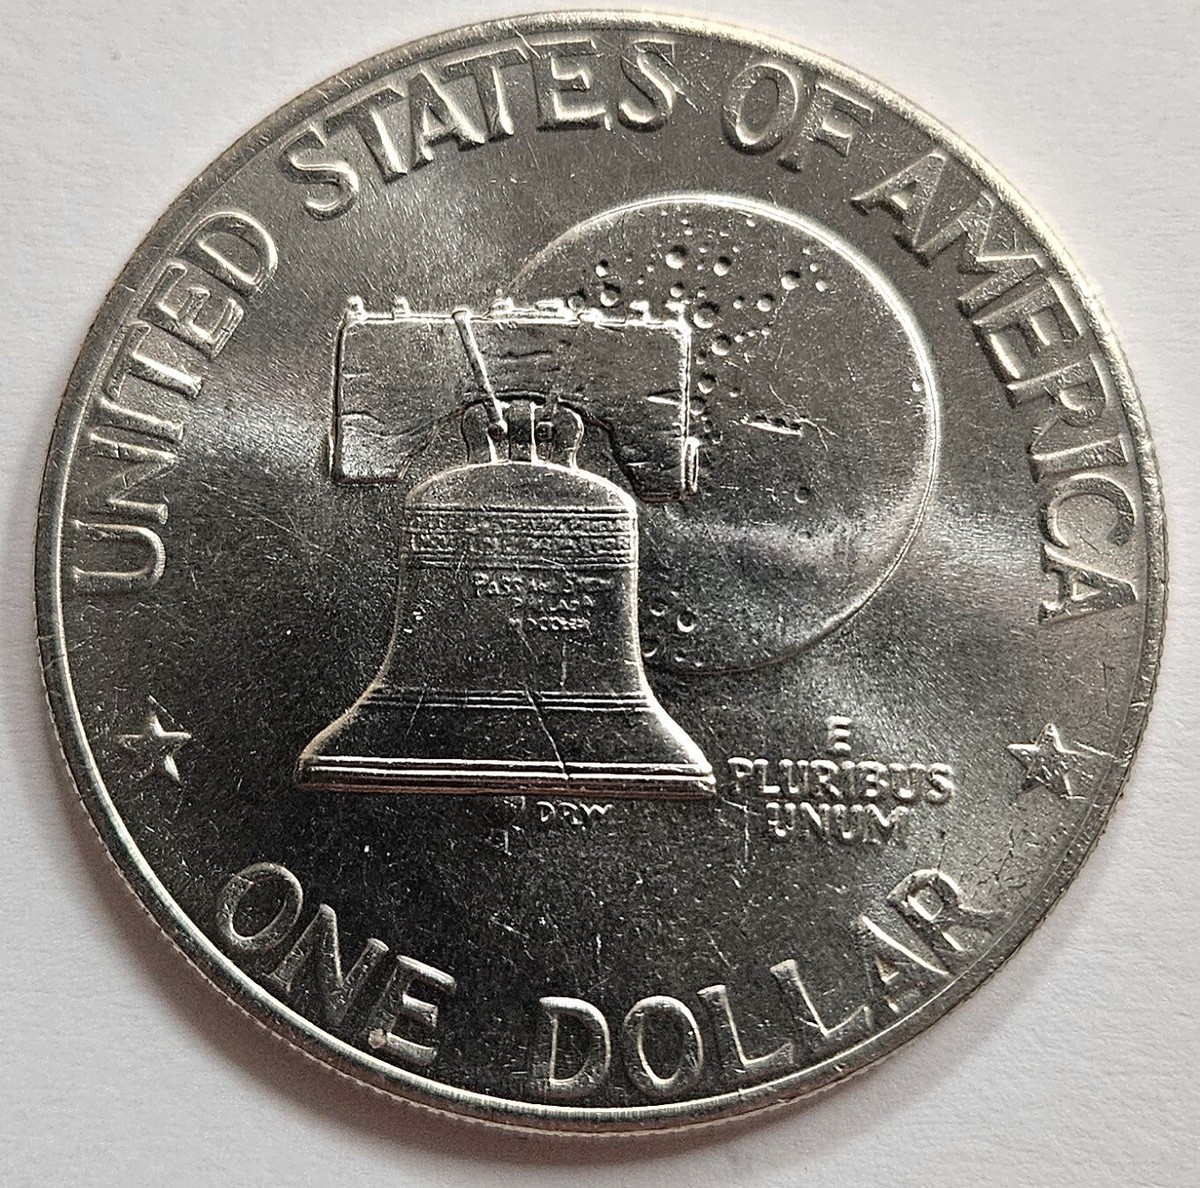 UNITED STATES OF AMERICA
E
PLURIBUS
UNUM
ONE DOLLAR